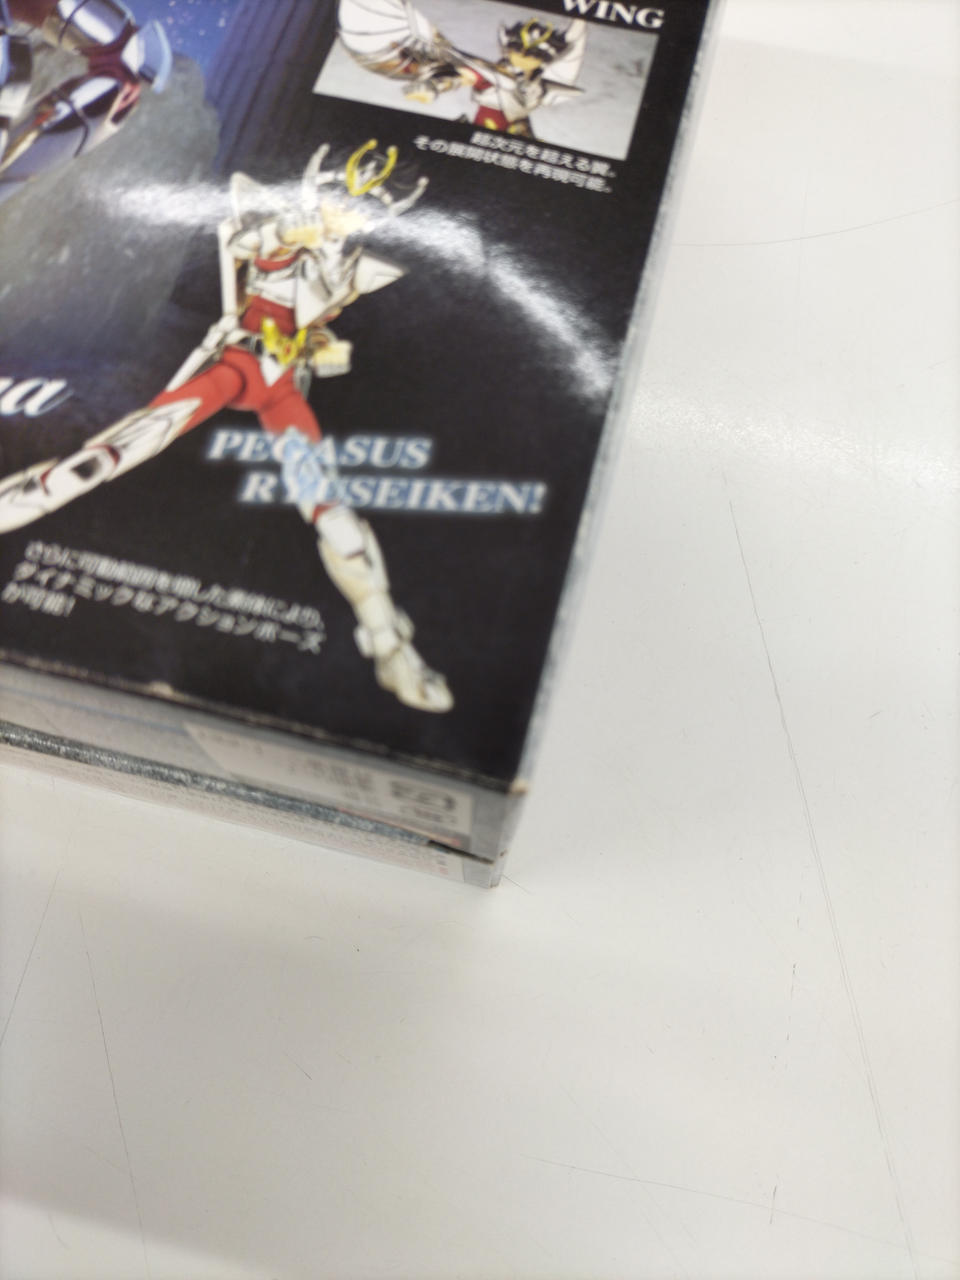 WING
超次元を超える翼。
その展開状態を再現可能。
PEGASUS
RYUSEIKEN!
さらに可動範囲を増した素体により、
ダイナミックなアクションポーズ
が可能!